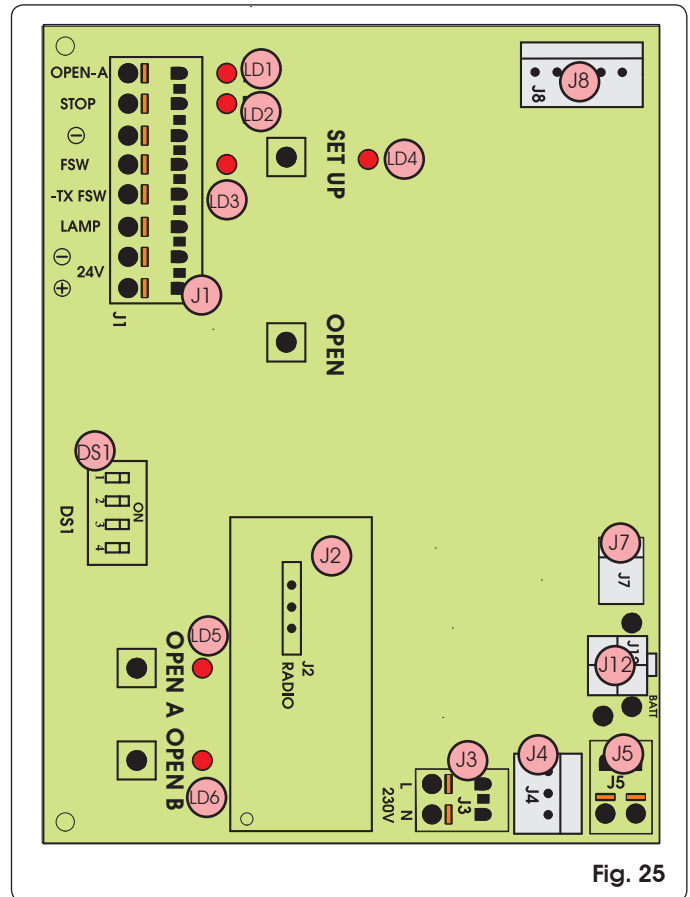 OPEN-A
STOP
⊖
FSW
-TX FSW
LAMP
⊖
24V
⊕
J1
J1
LD1
LD2
LD3
SET UP
LD4
J8
J8
OPEN
DS1
DS1
1
2
3
4
ON
J2
J2
RADIO
LD5
OPEN A
OPEN B
LD6
J7
J7
J12
BATT
J3
L
N
230V
J3
J4
J4
J5
J5
Fig. 25